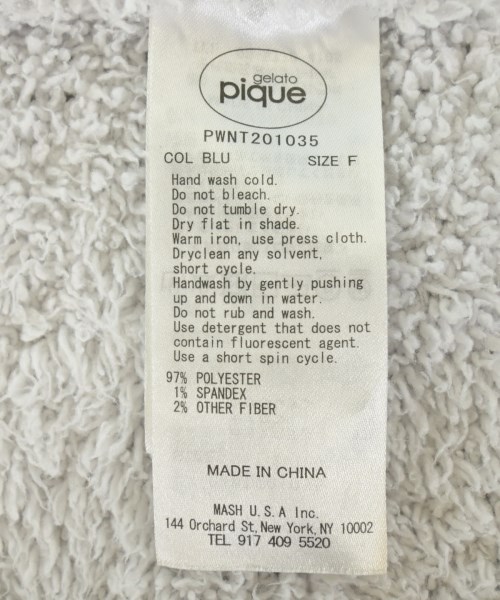 gelato
pique
PWNT201035
COL BLU SIZE F
Hand wash cold.
Do not bleach.
Do not tumble dry.
Dry flat in shade.
Warm iron, use press cloth.
Dryclean any solvent,
short cycle.
Handwash by gently pushing
up and down in water.
Do not rub and wash.
Use detergent that does not
contain fluorescent agent.
Use a short spin cycle.
97% POLYESTER
1% SPANDEX
2% OTHER FIBER
MADE IN CHINA
MASH U.S.A Inc.
144 Orchard St, New York, NY 10002
TEL 917 409 5520